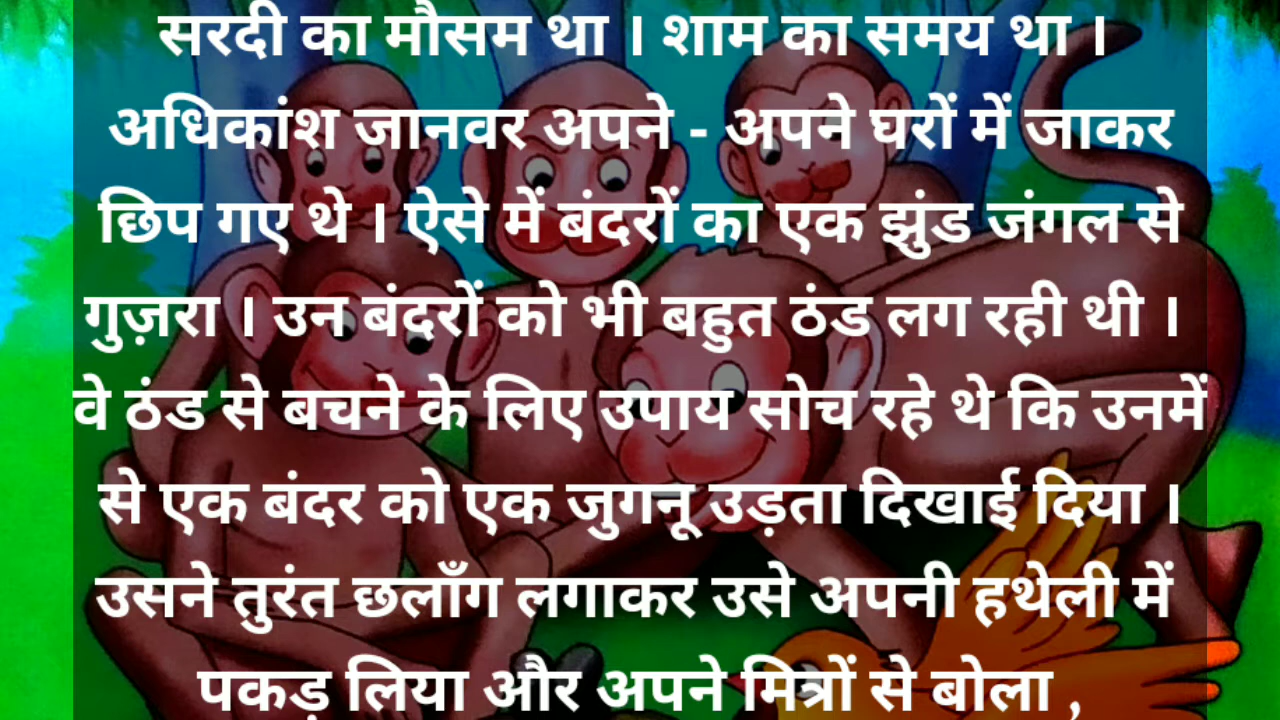 सरदी का मौसम था । शाम का समय था ।
अधिकांश जानवर अपने - अपने घरों में जाकर
छिप गए थे । ऐसे में बंदरों का एक झुंड जंगल से
गुज़रा । उन बंदरों को भी बहुत ठंड लग रही थी ।
वे ठंड से बचने के लिए उपाय सोच रहे थे कि उनमें
से एक बंदर को एक जुगनू उड़ता दिखाई दिया ।
उसने तुरंत छलाँग लगाकर उसे अपनी हथेली में
पकड़ लिया और अपने मित्रों से बोला ,